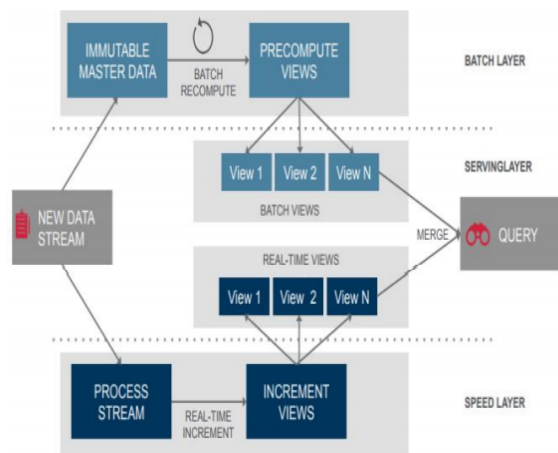 IMMUTABLE
MASTER DATA
BATCH
RECOMPUTE
PRECOMPUTE
VIEWS
BATCH LAYER
View 1
View 2
View N
BATCH VIEWS
SERVINGLAYER
NEW DATA
STREAM
MERGE
QUERY
REAL-TIME VIEWS
View 1
View 2
View N
PROCESS
STREAM
REAL-TIME
INCREMENT
INCREMENT
VIEWS
SPEED LAYER